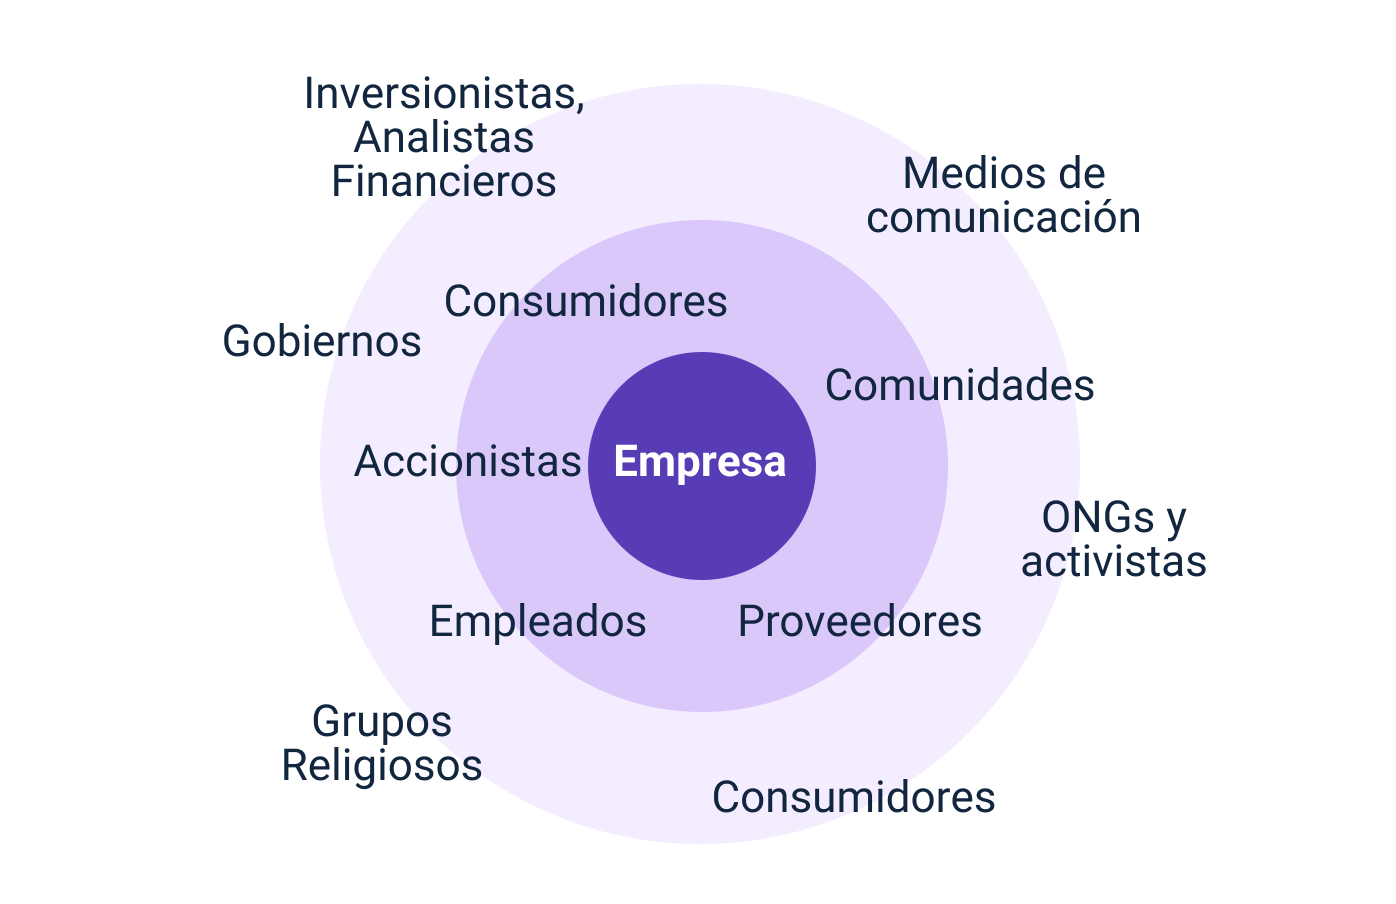 Inversionistas,
Analistas
Financieros
Medios de
comunicación
Consumidores
Gobiernos
Comunidades
Accionistas
Empresa
ONGs y
activistas
Empleados
Proveedores
Grupos
Religiosos
Consumidores